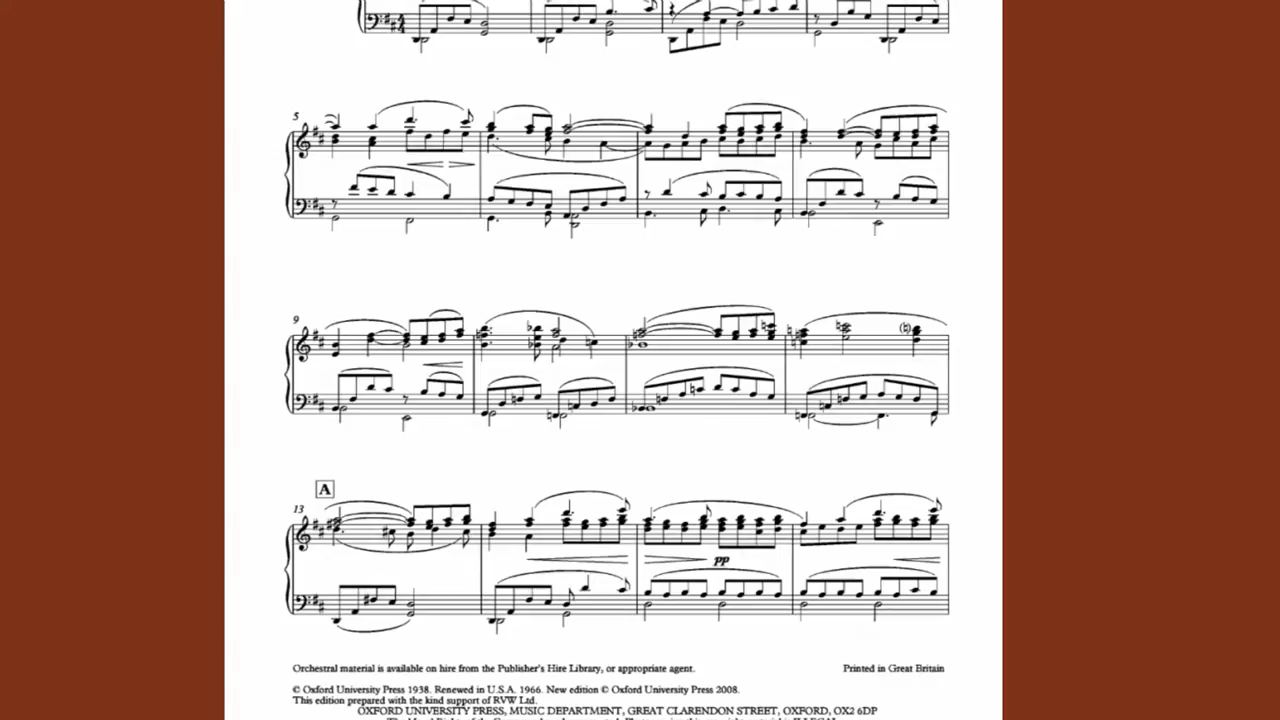 5
9
A
13
pp
Orchestral material is available on hire from the Publisher's Hire Library, or appropriate agent.
Printed in Great Britain
© Oxford University Press 1938. Renewed in U.S.A. 1966. New edition © Oxford University Press 2008.
This edition prepared with the kind support of RVW Ltd.
OXFORD UNIVERSITY PRESS, MUSIC DEPARTMENT, GREAT CLARENDON STREET, OXFORD, OX2 6DP